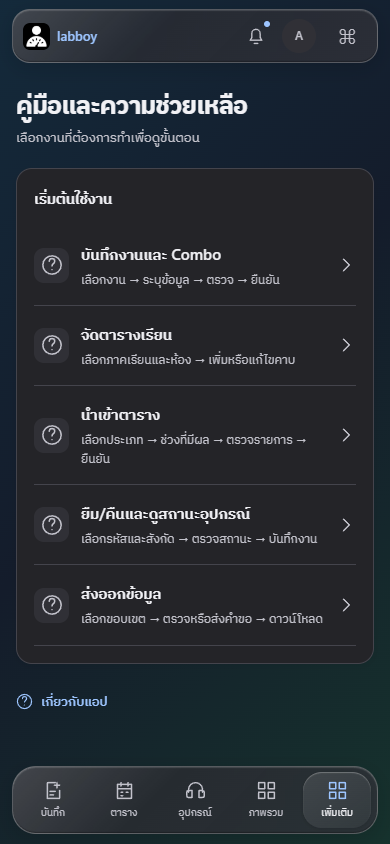 labboy
A
คู่มือและความช่วยเหลือ
เลือกงานที่ต้องการทำเพื่อดูขั้นตอน
เริ่มต้นใช้งาน
บันทึกงานและ Combo
เลือกงาน → ระบุข้อมูล → ตรวจ → ยืนยัน
จัดตารางเรียน
เลือกภาคเรียนและห้อง → เพิ่มหรือแก้ไขคาบ
นำเข้าตาราง
เลือกประเภท → ช่วงที่มีผล → ตรวจรายการ →
ยืนยัน
ยืม/คืนและดูสถานะอุปกรณ์
เลือกรหัสและสังกัด → ตรวจสถานะ → บันทึกงาน
ส่งออกข้อมูล
เลือกขอบเขต → ตรวจหรือส่งคำขอ → ดาวน์โหลด
เกี่ยวกับแอป
บันทึก ตาราง อุปกรณ์ ภาพรวม เพิ่มเติม